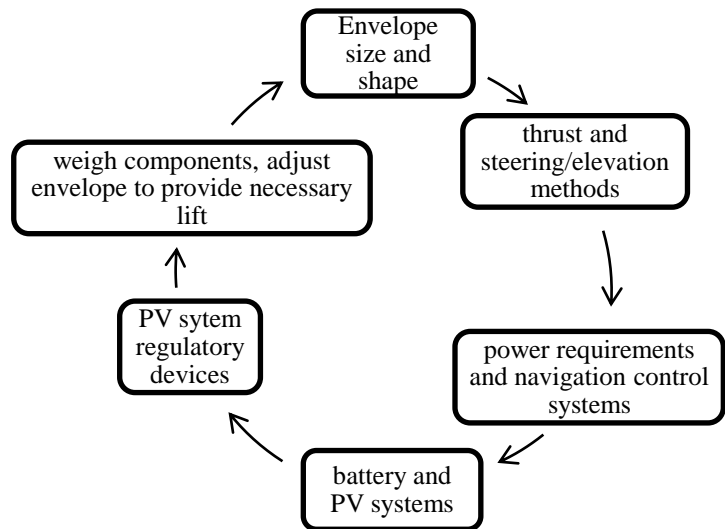 Envelope
size and
shape
thrust and
steering/elevation
methods
power requirements
and navigation control
systems
battery and
PV systems
PV sytem
regulatory
devices
weigh components, adjust
envelope to provide necessary
lift